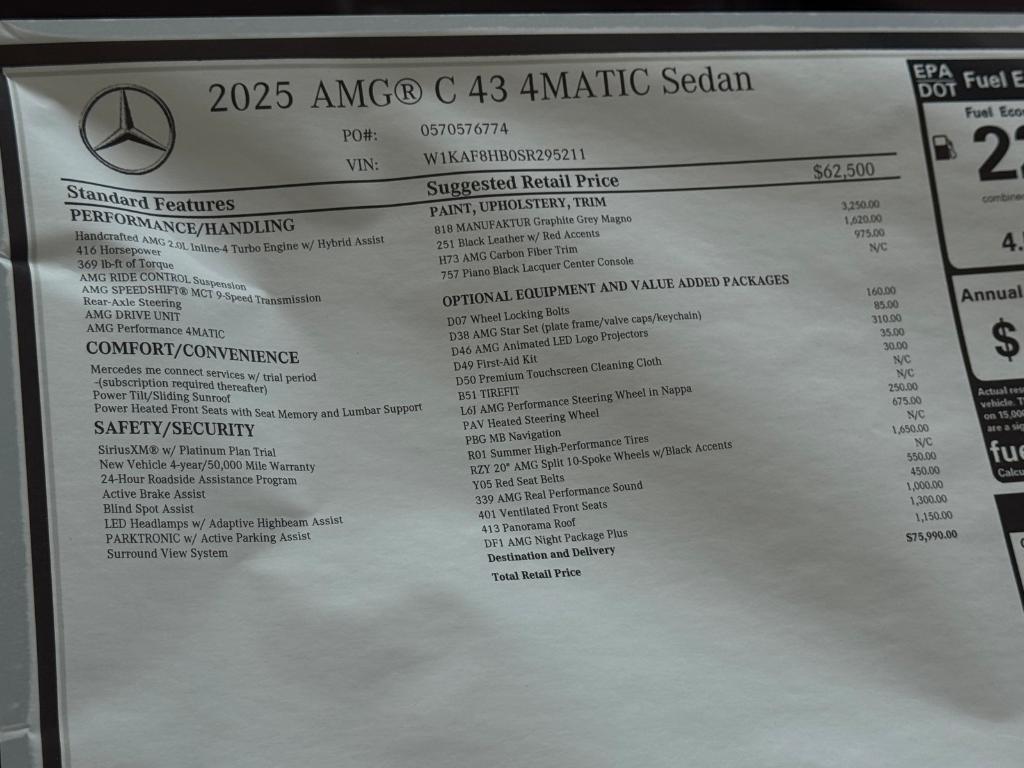 2025 AMG® C 43 4MATIC Sedan
PO#: 0570576774
VIN: W1KAF8HB0SR295211
Standard Features
PERFORMANCE/HANDLING
Handcrafted AMG 2.0L Inline-4 Turbo Engine w/ Hybrid Assist
416 Horsepower
369 lb-ft of Torque
AMG RIDE CONTROL Suspension
AMG SPEEDSHIFT® MCT 9-Speed Transmission
Rear-Axle Steering
AMG DRIVE UNIT
AMG Performance 4MATIC
COMFORT/CONVENIENCE
Mercedes me connect services w/ trial period
-(subscription required thereafter)
Power Tilt/Sliding Sunroof
Power Heated Front Seats with Seat Memory and Lumbar Support
SAFETY/SECURITY
SiriusXM® w/ Platinum Plan Trial
New Vehicle 4-year/50,000 Mile Warranty
24-Hour Roadside Assistance Program
Active Brake Assist
Blind Spot Assist
LED Headlamps w/ Adaptive Highbeam Assist
PARKTRONIC w/ Active Parking Assist
Surround View System
Suggested Retail Price $62,500
PAINT, UPHOLSTERY, TRIM
818 MANUFAKTUR Graphite Grey Magno 3,250.00
251 Black Leather w/ Red Accents 1,620.00
H73 AMG Carbon Fiber Trim 975.00
757 Piano Black Lacquer Center Console N/C
OPTIONAL EQUIPMENT AND VALUE ADDED PACKAGES
D07 Wheel Locking Bolts 160.00
D38 AMG Star Set (plate frame/valve caps/keychain) 85.00
D46 AMG Animated LED Logo Projectors 310.00
D49 First-Aid Kit 35.00
D50 Premium Touchscreen Cleaning Cloth 30.00
B51 TIREFIT N/C
L6J AMG Performance Steering Wheel in Nappa N/C
PAV Heated Steering Wheel 250.00
PBG MB Navigation 675.00
R01 Summer High-Performance Tires N/C
RZY 20" AMG Split 10-Spoke Wheels w/Black Accents 1,650.00
Y05 Red Seat Belts N/C
339 AMG Real Performance Sound 550.00
401 Ventilated Front Seats 450.00
413 Panorama Roof 1,000.00
DF1 AMG Night Package Plus 1,300.00
Destination and Delivery 1,150.00
Total Retail Price $75,990.00
EPA
DOT Fuel E
Fuel Eco
2
combined
4.
Annual
$
Actual res
vehicle. T
on 15,00
are a sig
fue
Calcu